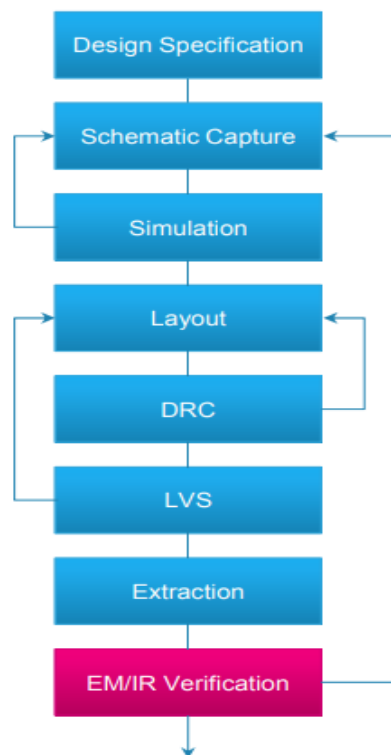 Design Specification
Schematic Capture
Simulation
Layout
DRC
LVS
Extraction
EM/IR Verification